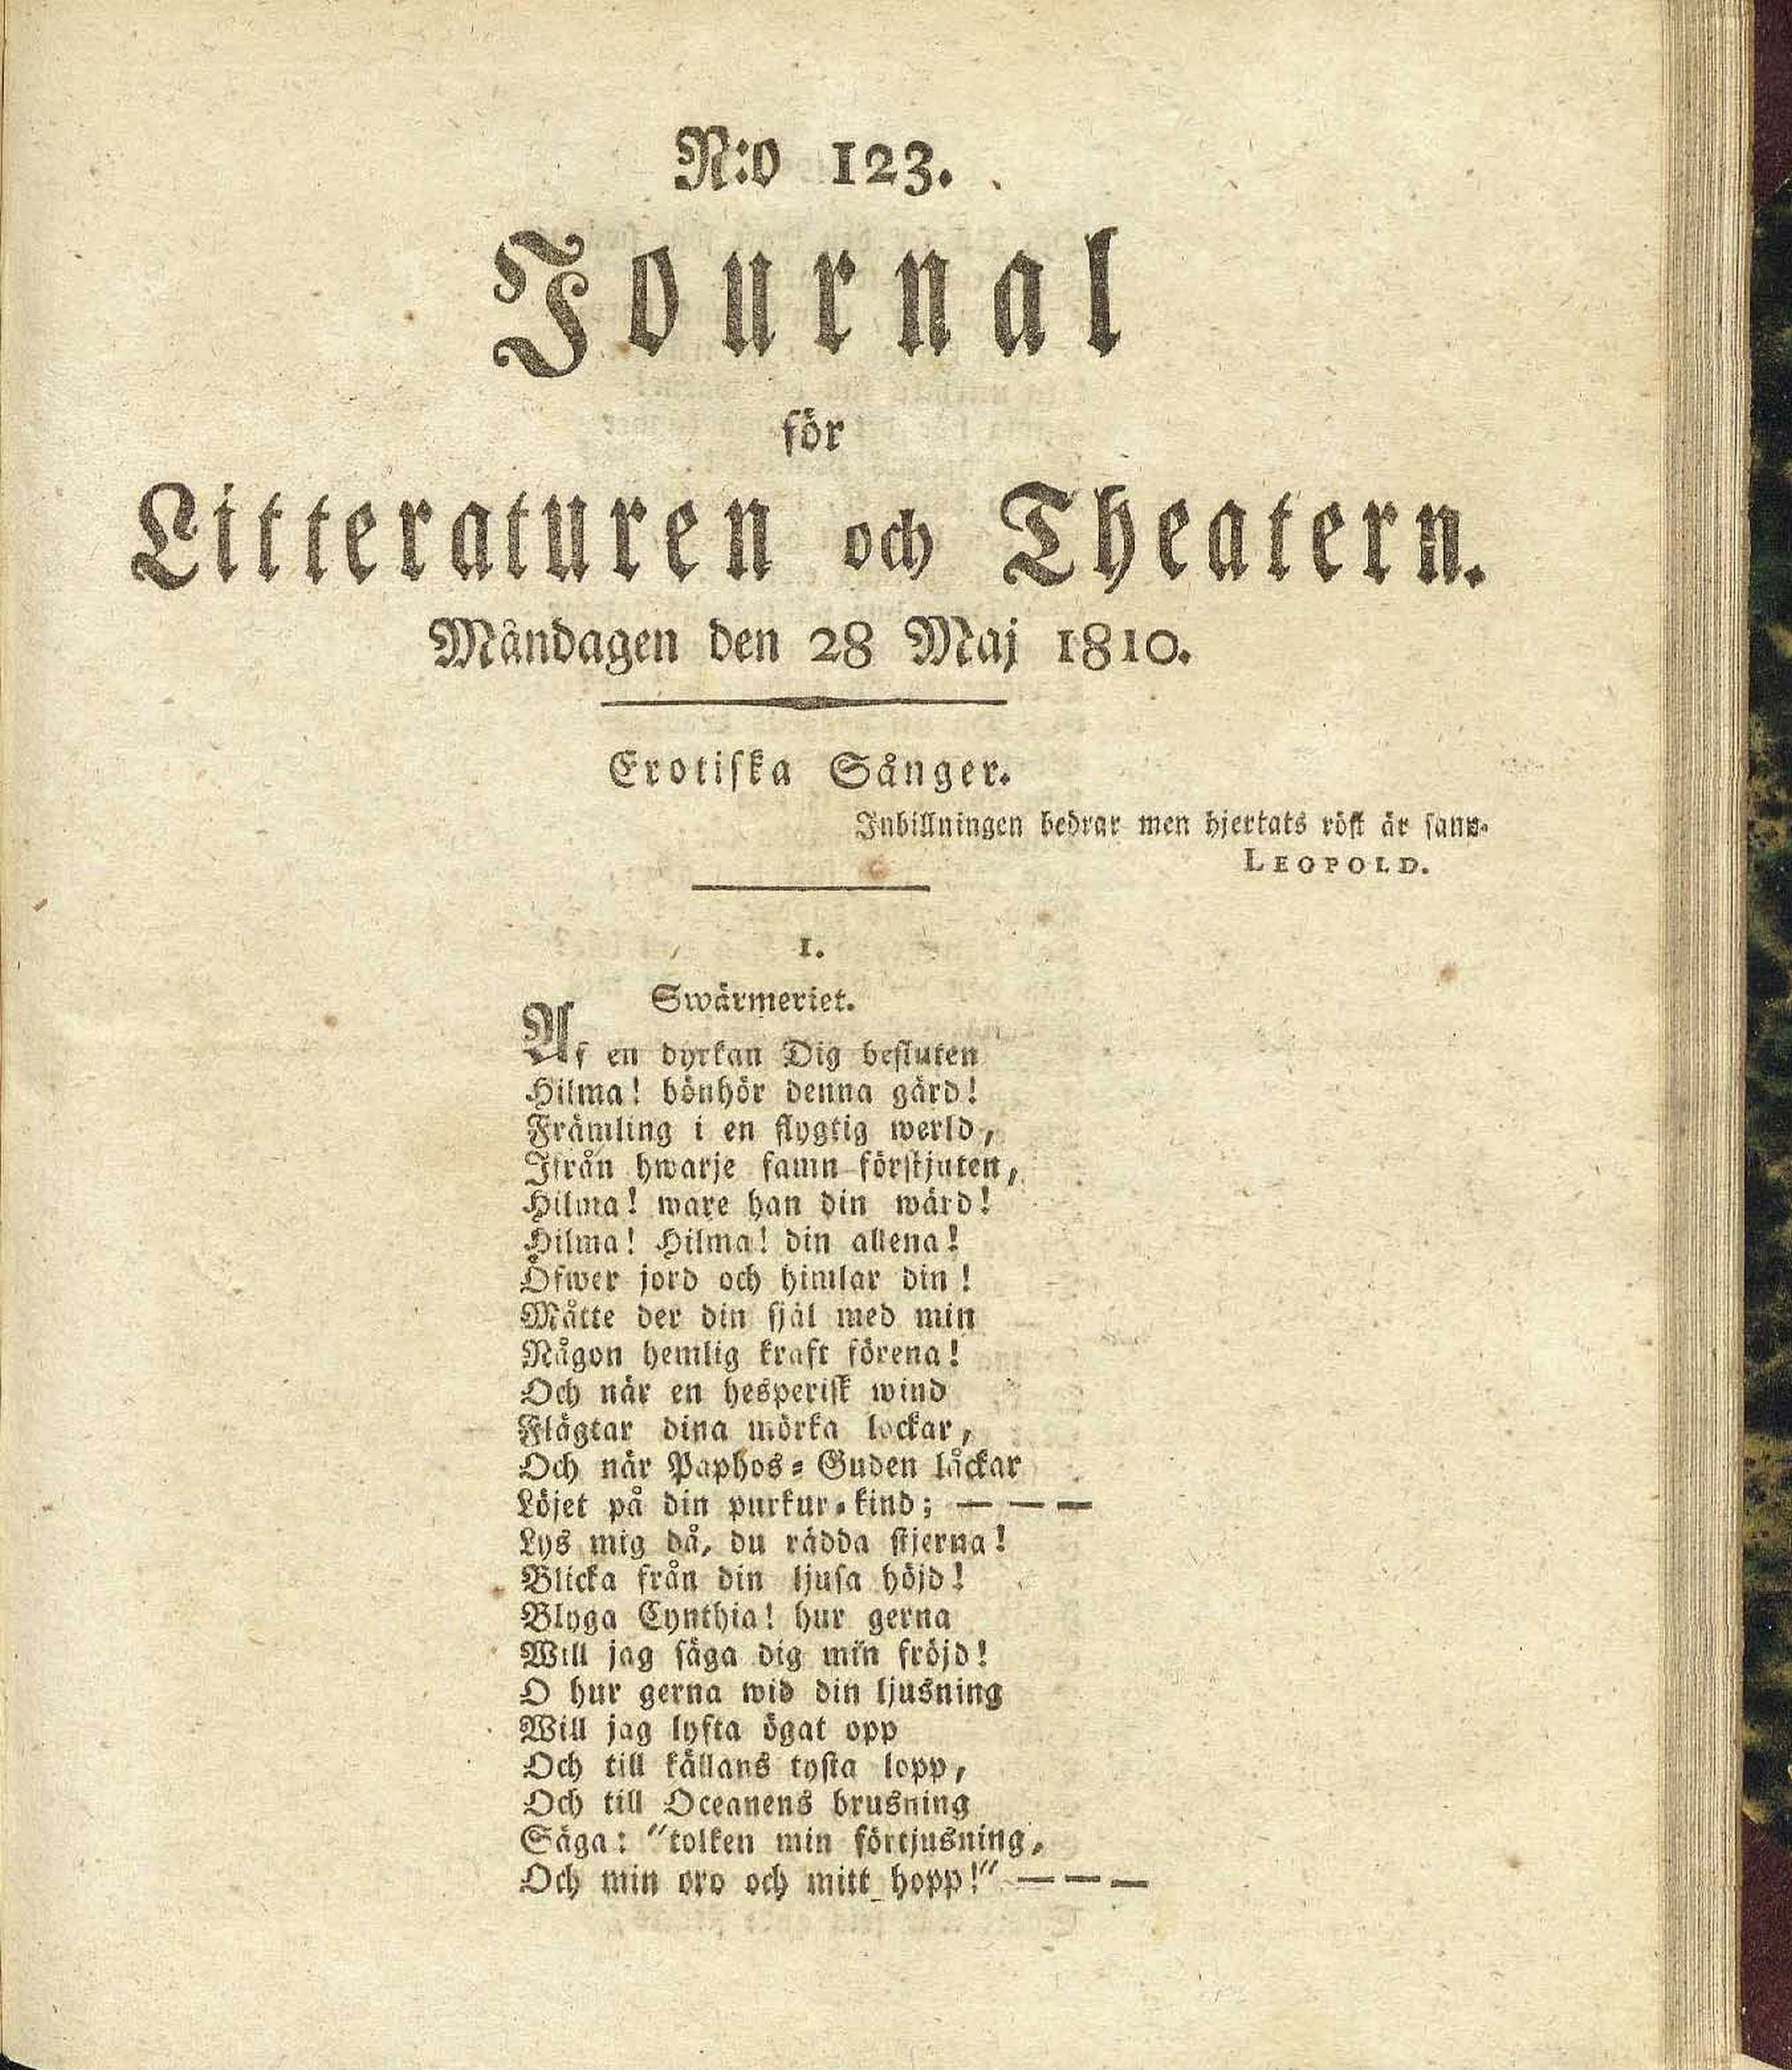 N:o 123.
Journal
för
Litteraturen och Theatern.
Måndagen den 28 Maj 1810.
Erotiska Sånger.
Inbillningen bedrar men hjertats röst är sann.
LEOPOLD.
1.
Swärmeriet.
Af en dyrkan Dig besluten
Hilma! bönhör denna gärd!
Främling i en flygtig werld,
Ifrån hwarje famn förstjuten,
Hilma! ware han din wärd!
Hilma! Hilma! din allena!
Öfwer jord och himlar din!
Måtte der din själ med min
Någon hemlig kraft förena!
Och när en hesperisk wind
Flägtar dina mörka lockar,
Och när Paphos-Guden låckar
Löjet på din purkur-kind; — — —
Lys mig då, du rädda stjerna!
Blicka från din ljusa höjd!
Blyga Cynthia! hur gerna
Will jag säga dig min fröjd!
O hur gerna wid din ljusning
Will jag lyfta ögat opp
Och till källans tysta lopp,
Och till Oceanens brusning
Säga: "tolken min förtjusning,
Och min oro och mitt hopp!" — — —